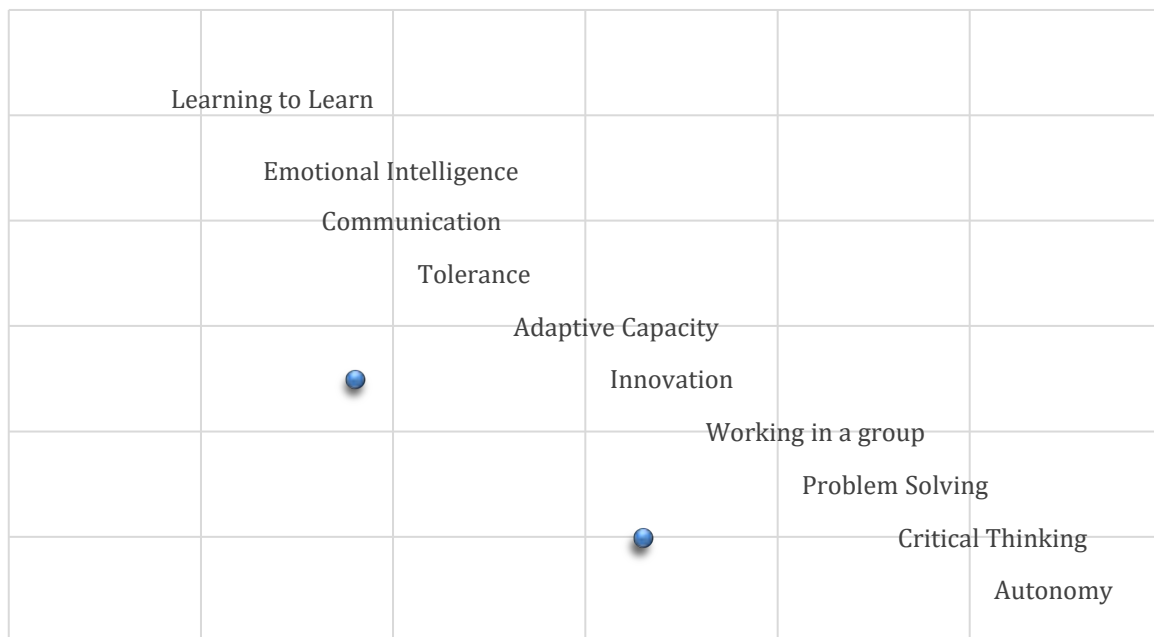 Learning to Learn
Emotional Intelligence
Communication
Tolerance
Adaptive Capacity
Innovation
Working in a group
Problem Solving
Critical Thinking
Autonomy